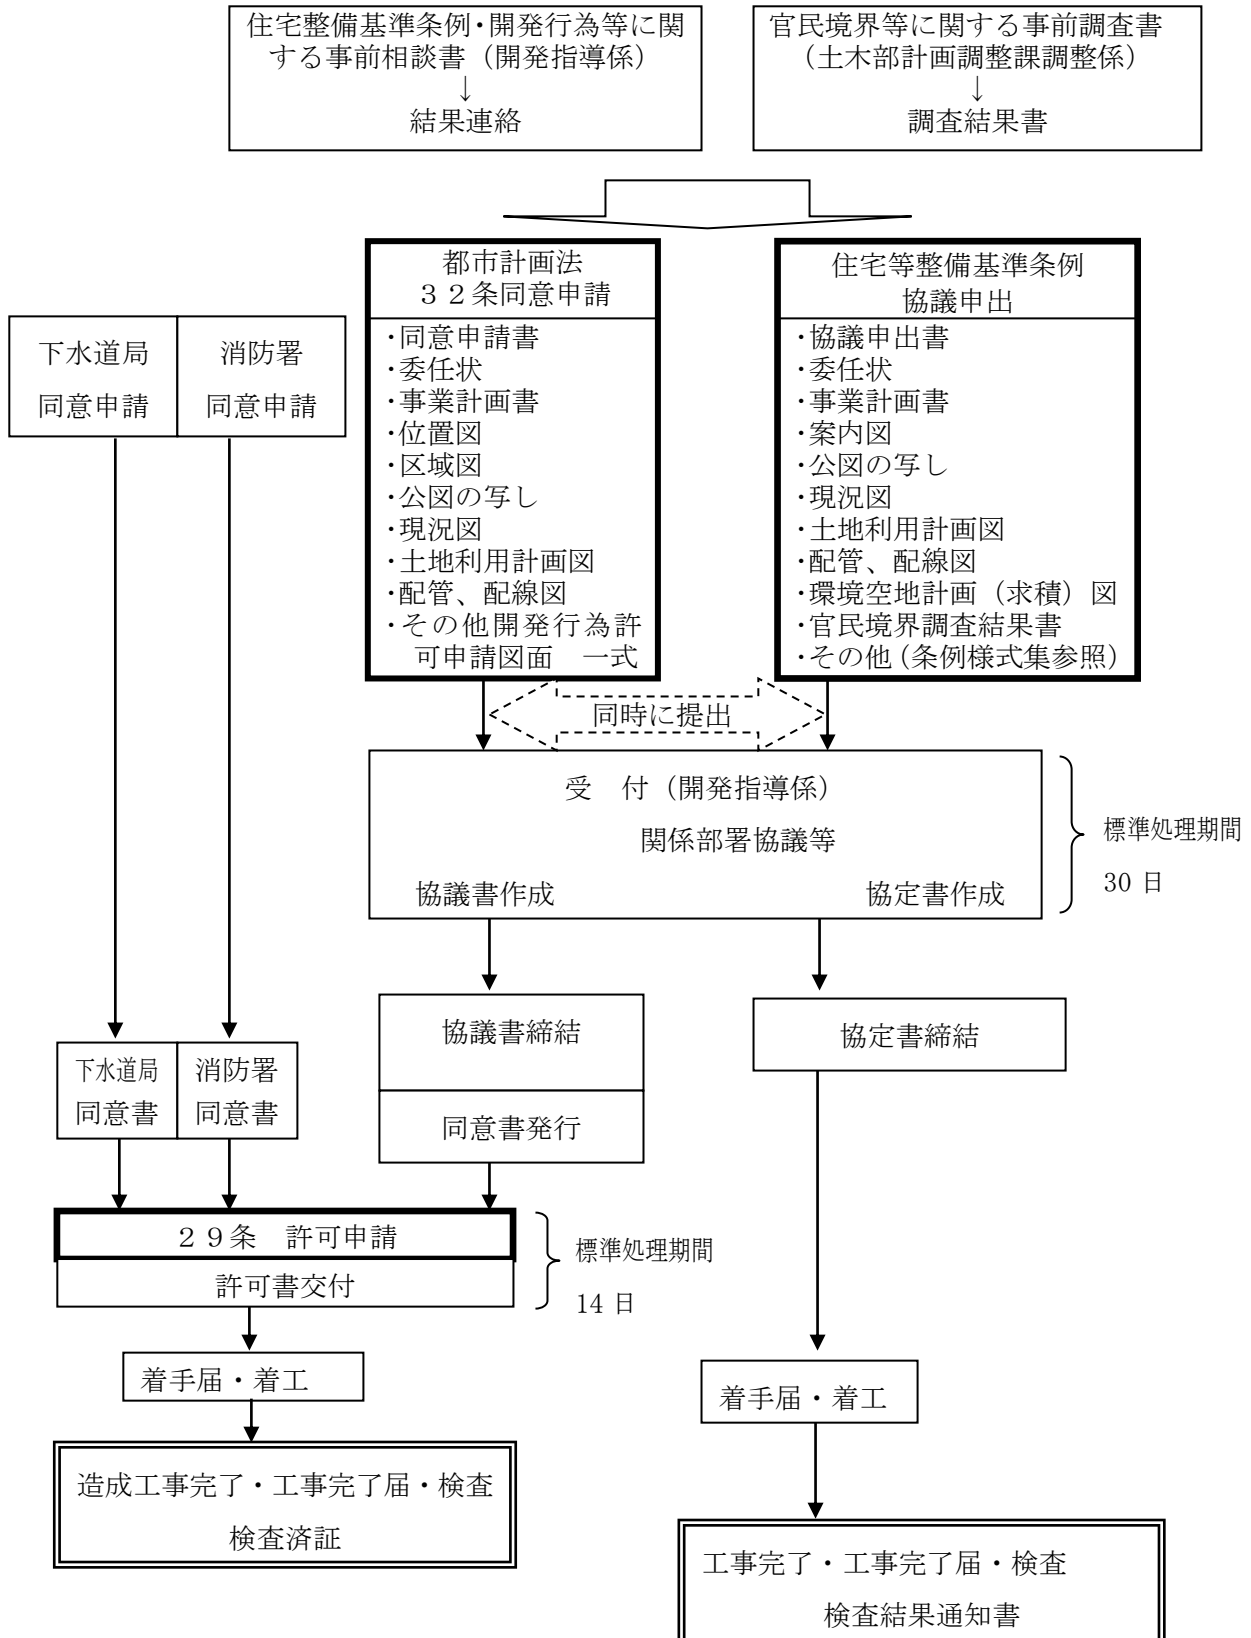 住宅整備基準条例・開発行為等に関
する事前相談書（開発指導係）
↓
結果連絡
官民境界等に関する事前調査書
（土木部計画調整課調整係）
↓
調査結果書
都市計画法
３２条同意申請
・同意申請書
・委任状
・事業計画書
・位置図
・区域図
・公図の写し
・現況図
・土地利用計画図
・配管、配線図
・その他開発行為許
可申請図面　一式
住宅等整備基準条例
協議申出
・協議申出書
・委任状
・事業計画書
・案内図
・公図の写し
・現況図
・土地利用計画図
・配管、配線図
・環境空地計画（求積）図
・官民境界調査結果書
・その他（条例様式集参照）
下水道局
同意申請
消防署
同意申請
同時に提出
受　付（開発指導係）
関係部署協議等
協議書作成
協定書作成
標準処理期間
30 日
協議書締結
同意書発行
協定書締結
下水道局
同意書
消防署
同意書
２９条　許可申請
許可書交付
標準処理期間
14 日
着手届・着工
着手届・着工
造成工事完了・工事完了届・検査
検査済証
工事完了・工事完了届・検査
検査結果通知書